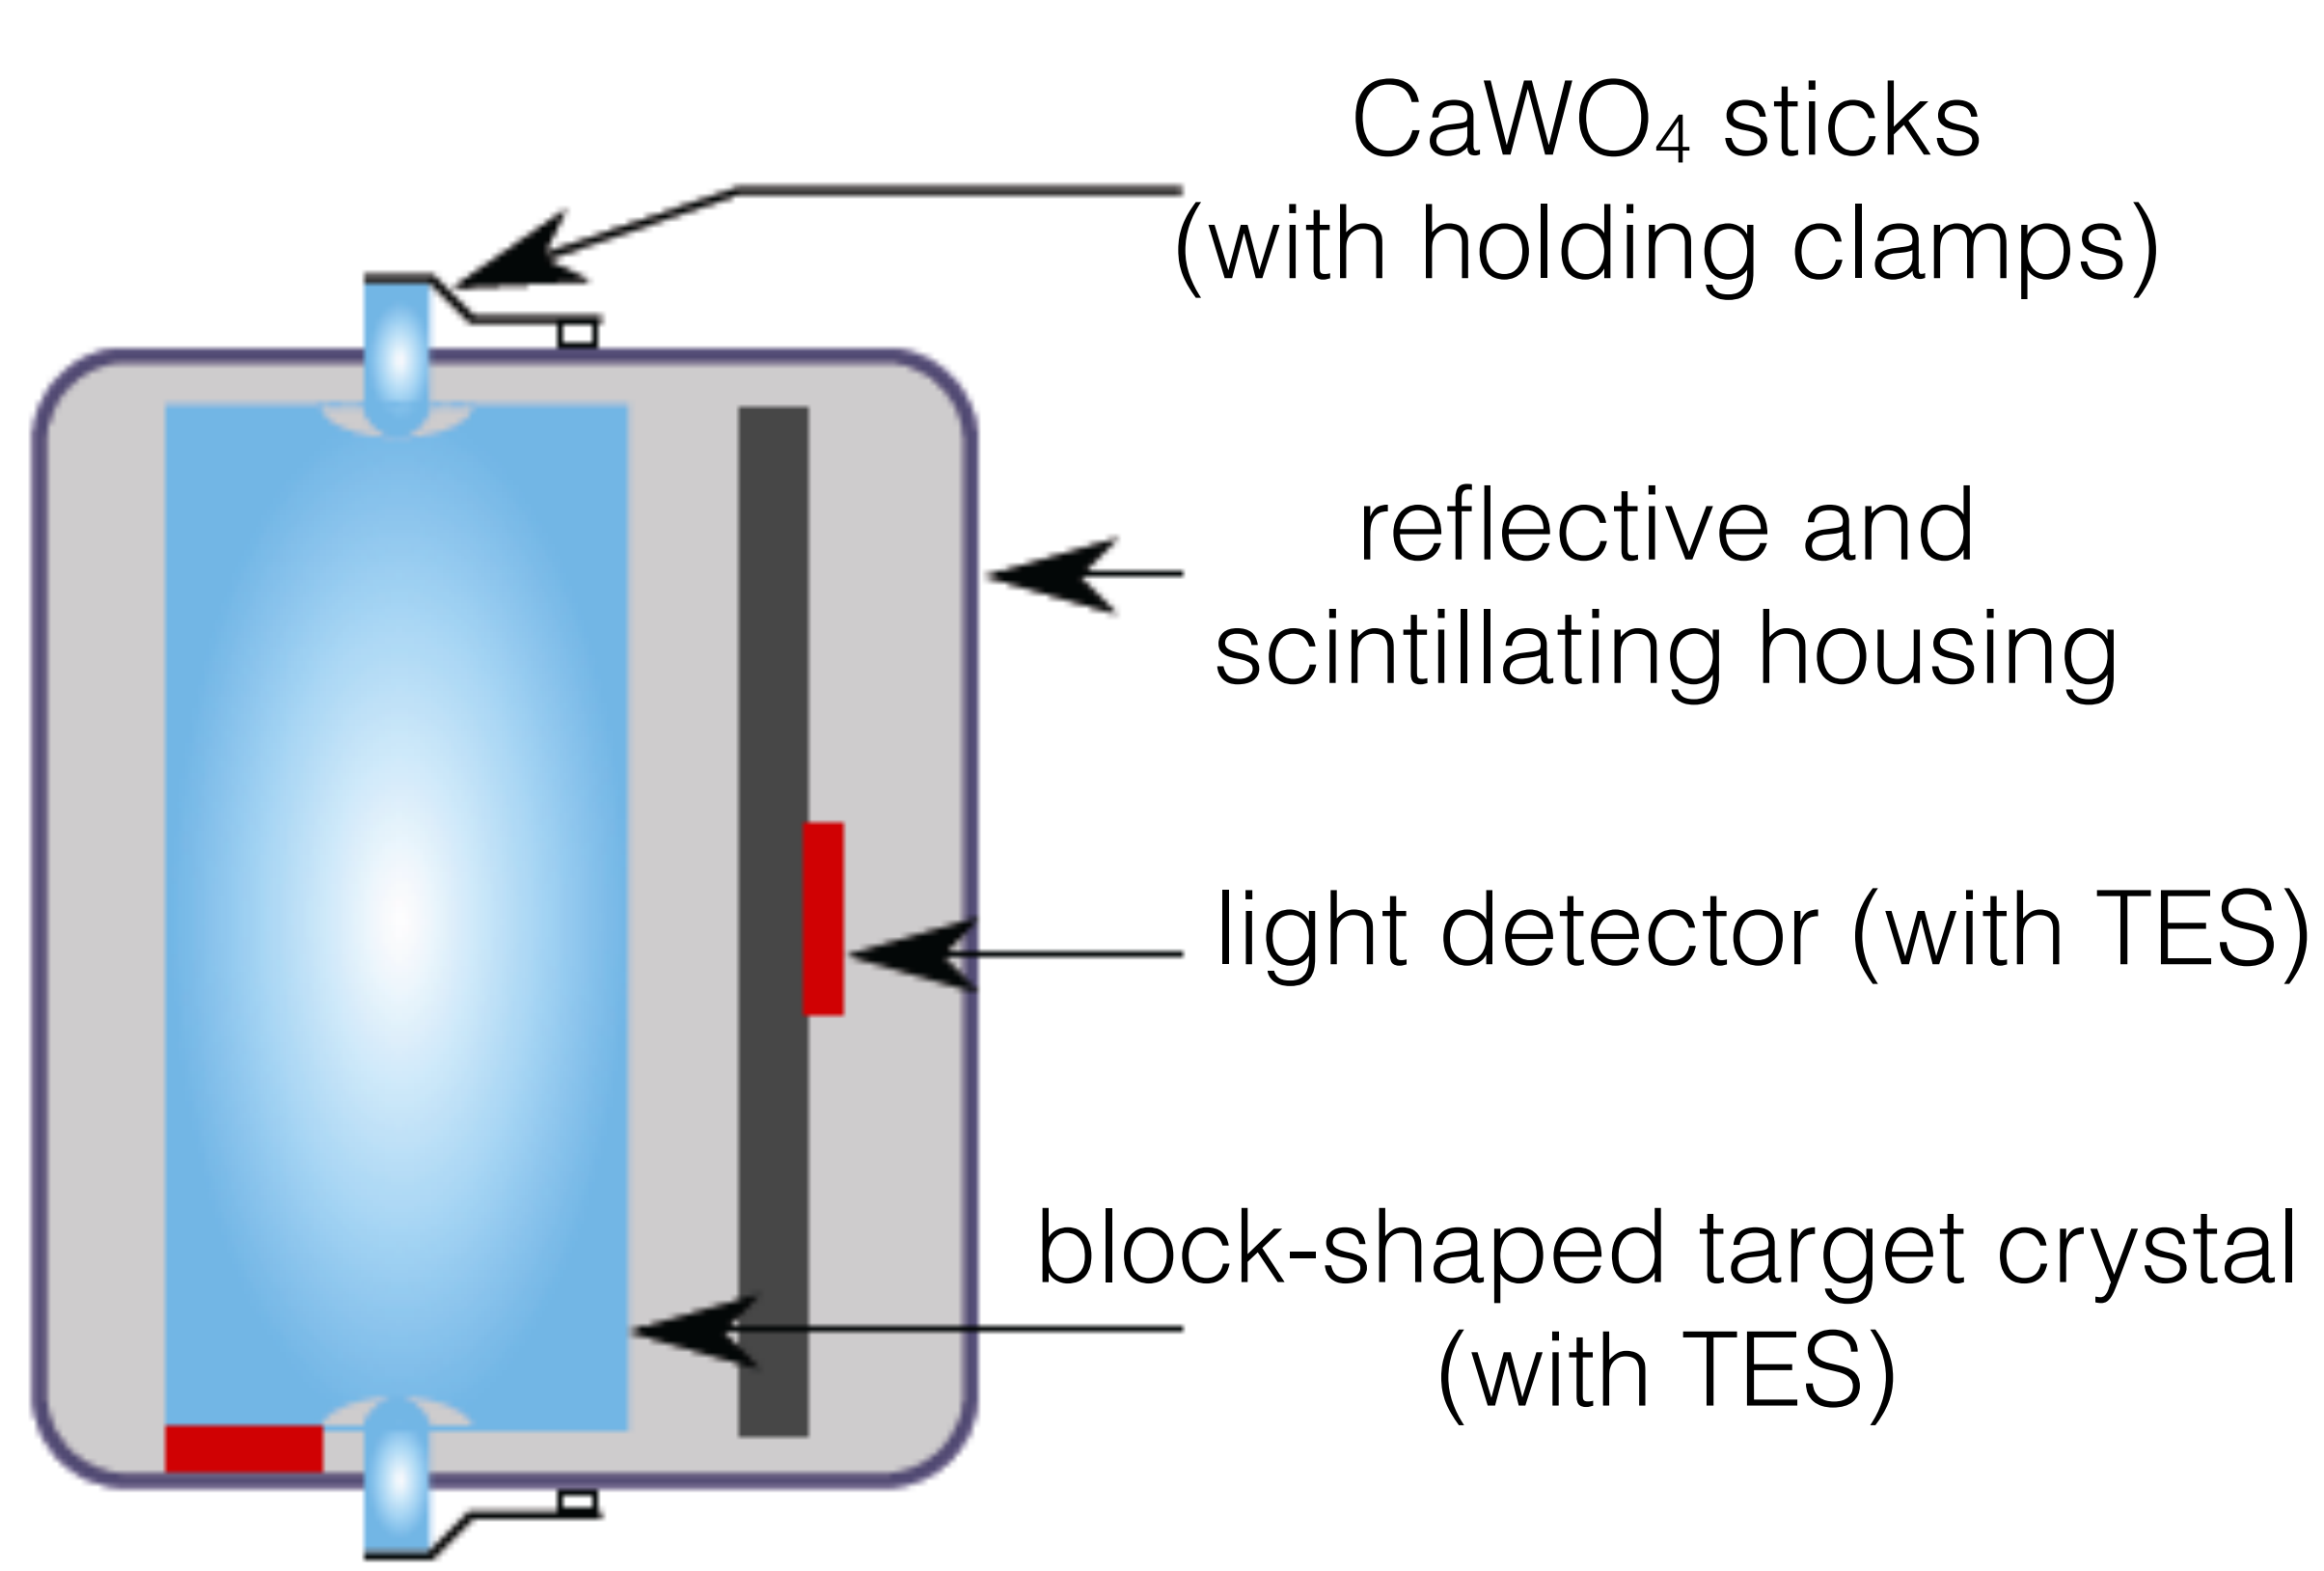 CaWO₄ sticks
(with holding clamps)
reflective and
scintillating housing
light detector (with TES)
block-shaped target crystal
(with TES)